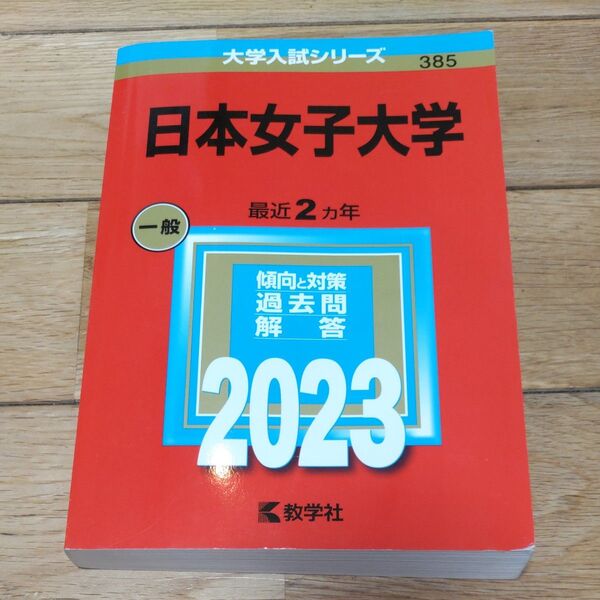 大学入試シリーズ
385
日本女子大学
最近2ヵ年
一般
傾向と対策
過去問
解答
2023
教学社